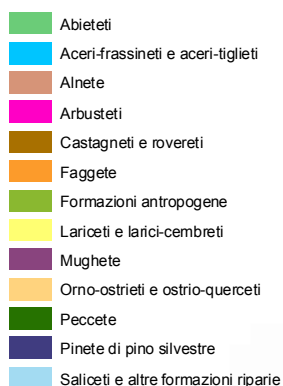 Abieteti
Aceri-frassineti e aceri-tiglieti
Alnete
Arbusteti
Castagneti e rovereti
Faggete
Formazioni antropogene
Lariceti e larici-cembreti
Mughete
Orno-ostrieti e ostrio-querceti
Peccete
Pinete di pino silvestre
Saliceti e altre formazioni riparie